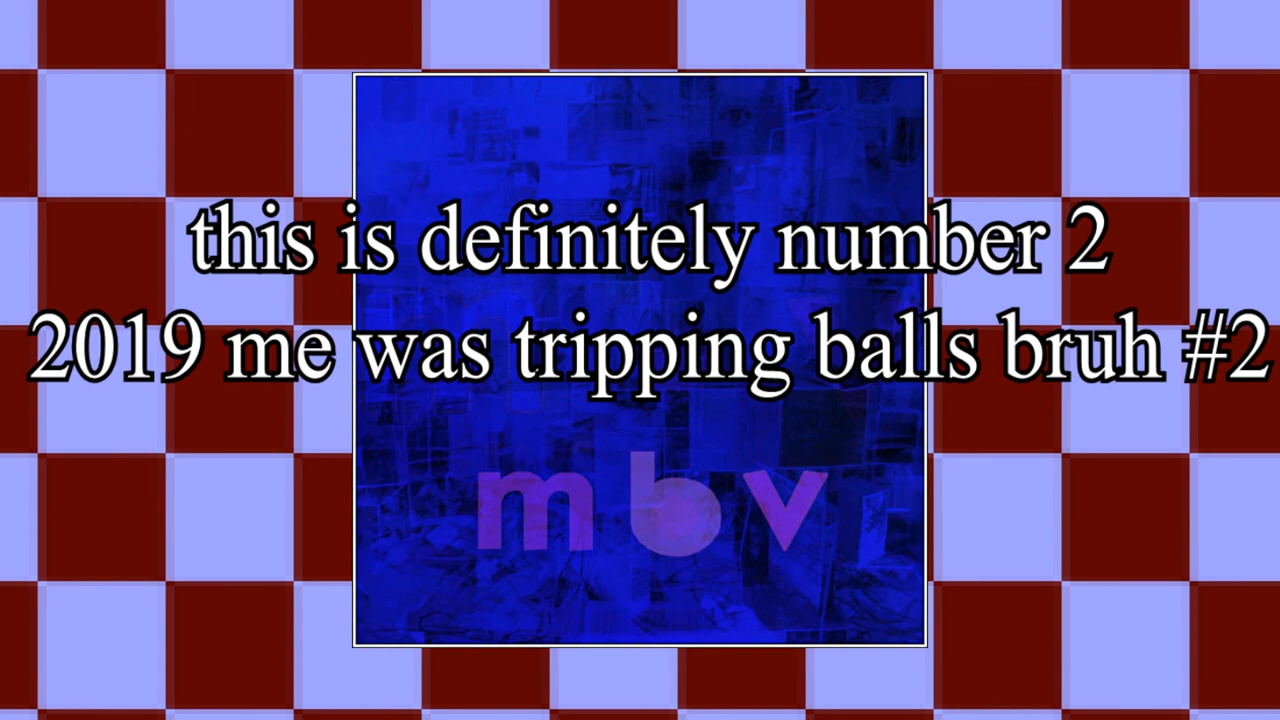 this is definitely number 2
2019 me was tripping balls bruh #2
mbv